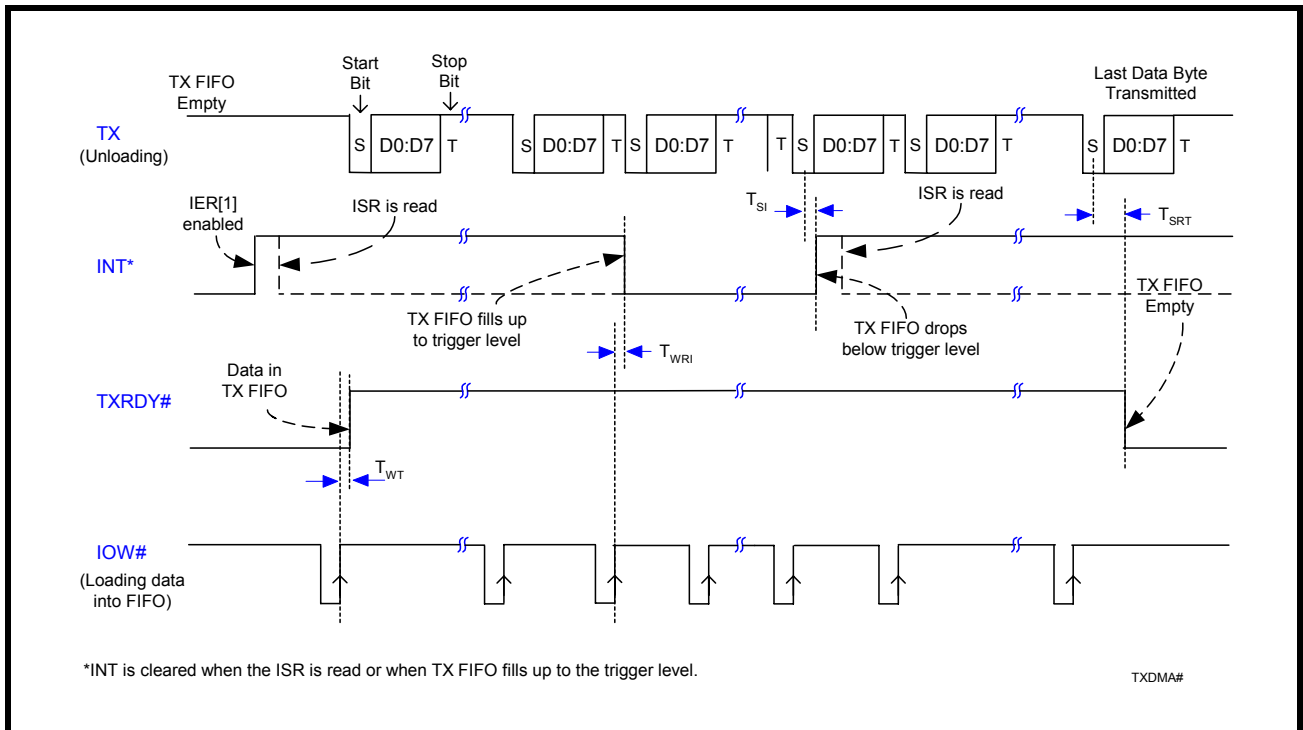 TX FIFO
Empty
Start
Bit
Stop
Bit
Last Data Byte
Transmitted
TX
(Unloading)
S D0:D7 T S D0:D7 T S D0:D7 T T S D0:D7 T S D0:D7 T S D0:D7 T
IER[1]
enabled
ISR is read
TSI
ISR is read
TSRT
INT*
TX FIFO fills up
to trigger level
TX FIFO drops
below trigger level
TX FIFO
Empty
TWRI
Data in
TX FIFO
TXRDY#
TWT
IOW#
(Loading data
into FIFO)
*INT is cleared when the ISR is read or when TX FIFO fills up to the trigger level.
TXDMA#